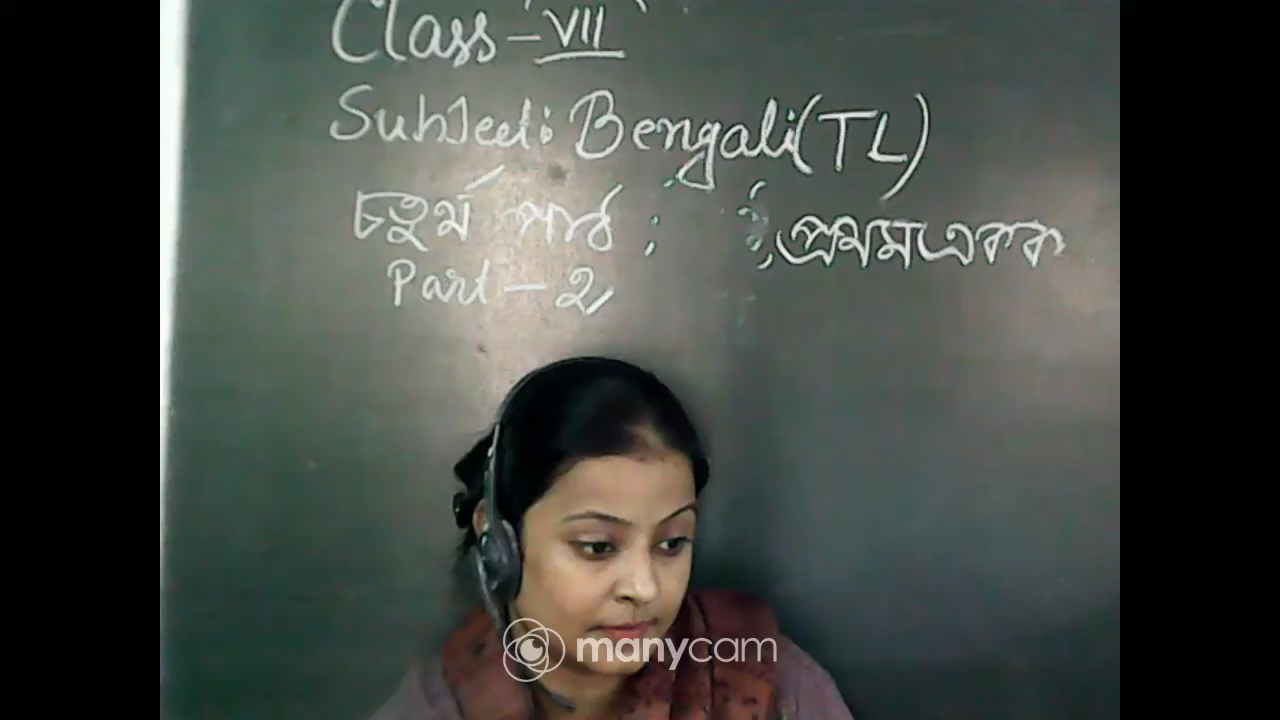 Class - VII
Subject: Bengali (TL)
চতুর্থ পাঠ : প্রথম একক
Part - 2
manycam